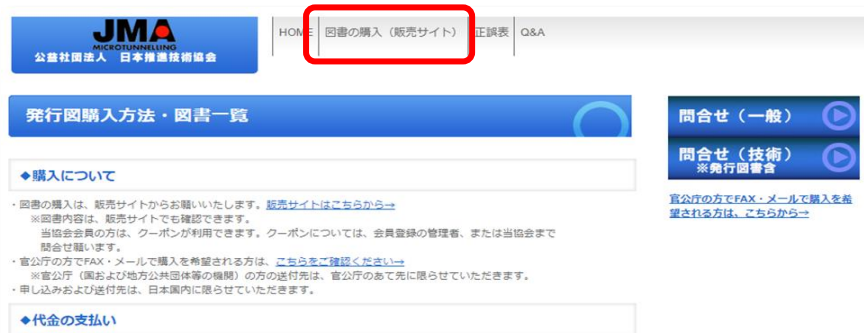 JMA
MICROTUNNELLING
公益社団法人 日本推進技術協会
HOME 図書の購入(販売サイト) 正誤表 Q&A
発行図購入方法・図書一覧
◆購入について
・図書の購入は、販売サイトからお願いいたします。販売サイトはこちらから→
※図書内容は、販売サイトでも確認できます。
当協会会員の方は、クーポンが利用できます。クーポンについては、会員登録の管理者、または当協会まで
問合せ願います。
・官公庁の方でFAX・メールで購入を希望される方は、こちらをご確認ください→
※官公庁(国および地方公共団体等の機関)の方の送付先は、官公庁のあて先に限らせていただきます。
・申し込みおよび送付先は、日本国内に限らせていただきます。
◆代金の支払い
問合せ(一般)
問合せ(技術)
※発行図書含
官公庁の方でFAX・メールで購入を希
望される方は、こちらから→